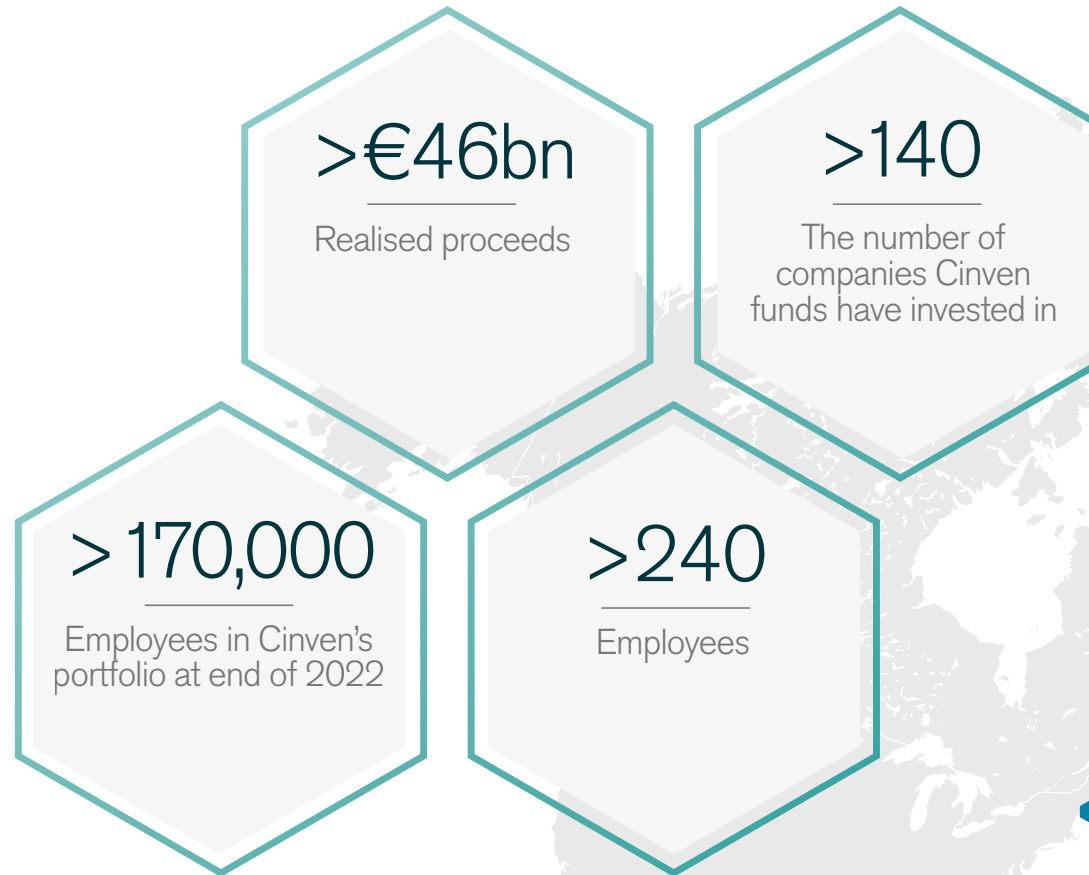 >€46bn
Realised proceeds
>140
The number of
companies Cinven
funds have invested in
> 170,000
Employees in Cinven’s
portfolio at end of 2022
>240
Employees